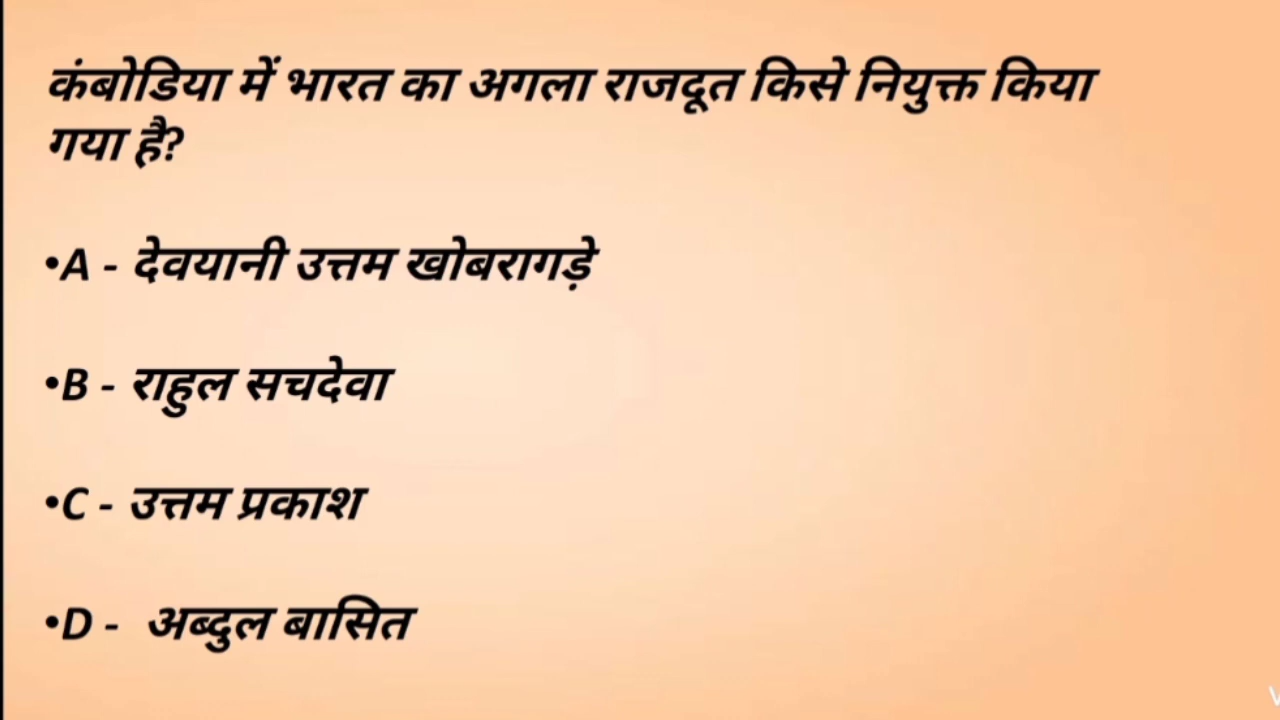 कंबोडिया में भारत का अगला राजदूत किसे नियुक्त किया
गया है?
•A - देवयानी उत्तम खोबरागड़े
•B - राहुल सचदेवा
•C - उत्तम प्रकाश
•D - अब्दुल बासित